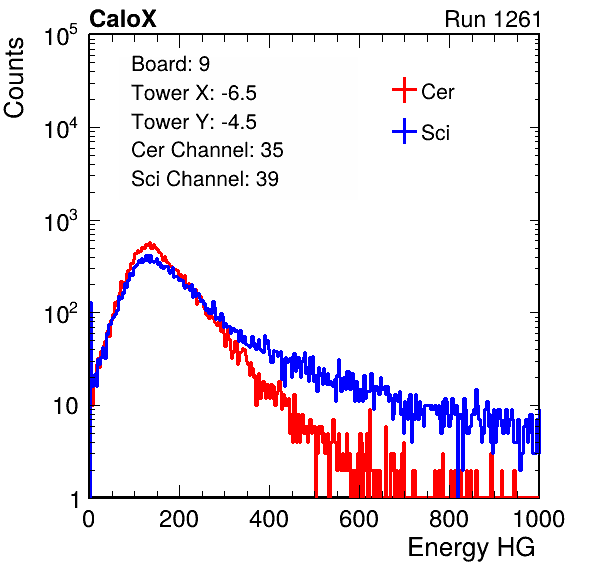 CaloX Run 1261
Counts
Board: 9
Tower X: -6.5
Tower Y: -4.5
Cer Channel: 35
Sci Channel: 39
Cer
Sci
10^5
10^4
10^3
10^2
10
1
0 200 400 600 800 1000
Energy HG